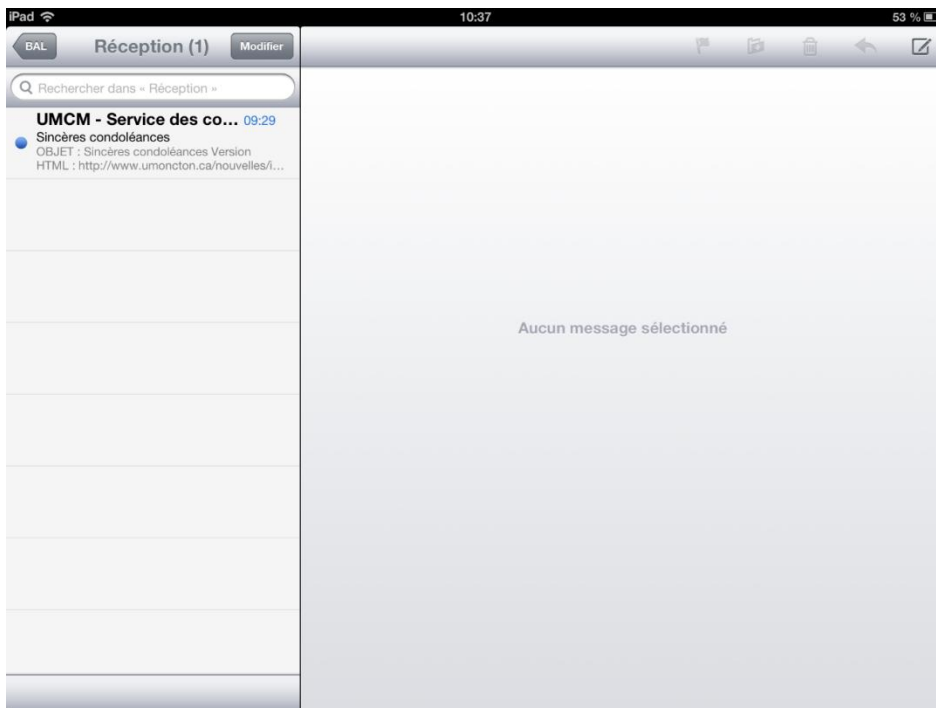 iPad 10:37 53 %
BAL Réception (1) Modifier
Rechercher dans « Réception »
UMCM - Service des co... 09:29
Sincères condoléances
OBJET : Sincères condoléances Version
HTML : http://www.umoncton.ca/nouvelles/i...
Aucun message sélectionné